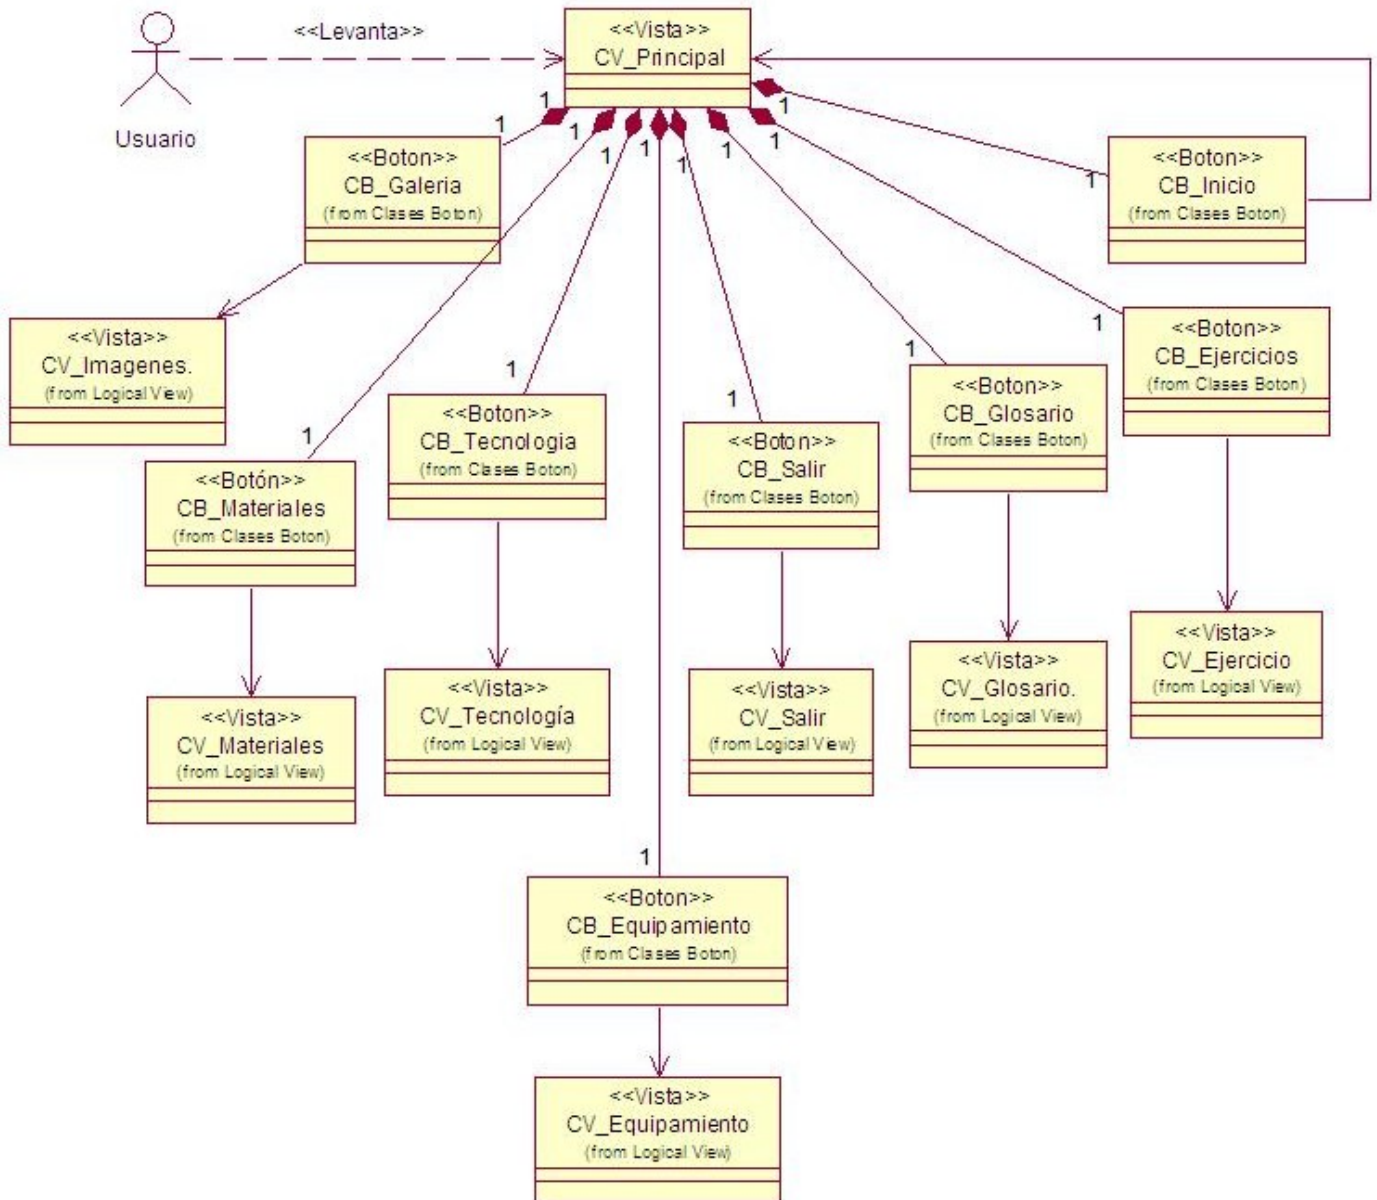 <<Levanta>>
Usuario
<<Vista>>
CV_Principal
1
1
1
1
1
1
1
1
1
1
<<Boton>>
CB_Galeria
(from Clases Boton)
<<Boton>>
CB_Inicio
(from Clases Boton)
<<Vista>>
CV_Imagenes.
(from Logical View)
1
<<Boton>>
CB_Ejercicios
(from Clases Boton)
1
<<Boton>>
CB_Glosario
(from Clases Boton)
1
<<Boton>>
CB_Tecnologia
(from Clases Boton)
1
<<Boton>>
CB_Salir
(from Clases Boton)
1
<<Botón>>
CB_Materiales
(from Clases Boton)
<<Vista>>
CV_Ejercicio
(from Logical View)
<<Vista>>
CV_Glosario.
(from Logical View)
<<Vista>>
CV_Tecnología
(from Logical View)
<<Vista>>
CV_Salir
(from Logical View)
<<Vista>>
CV_Materiales
(from Logical View)
1
<<Boton>>
CB_Equipamiento
(from Clases Boton)
<<Vista>>
CV_Equipamiento
(from Logical View)